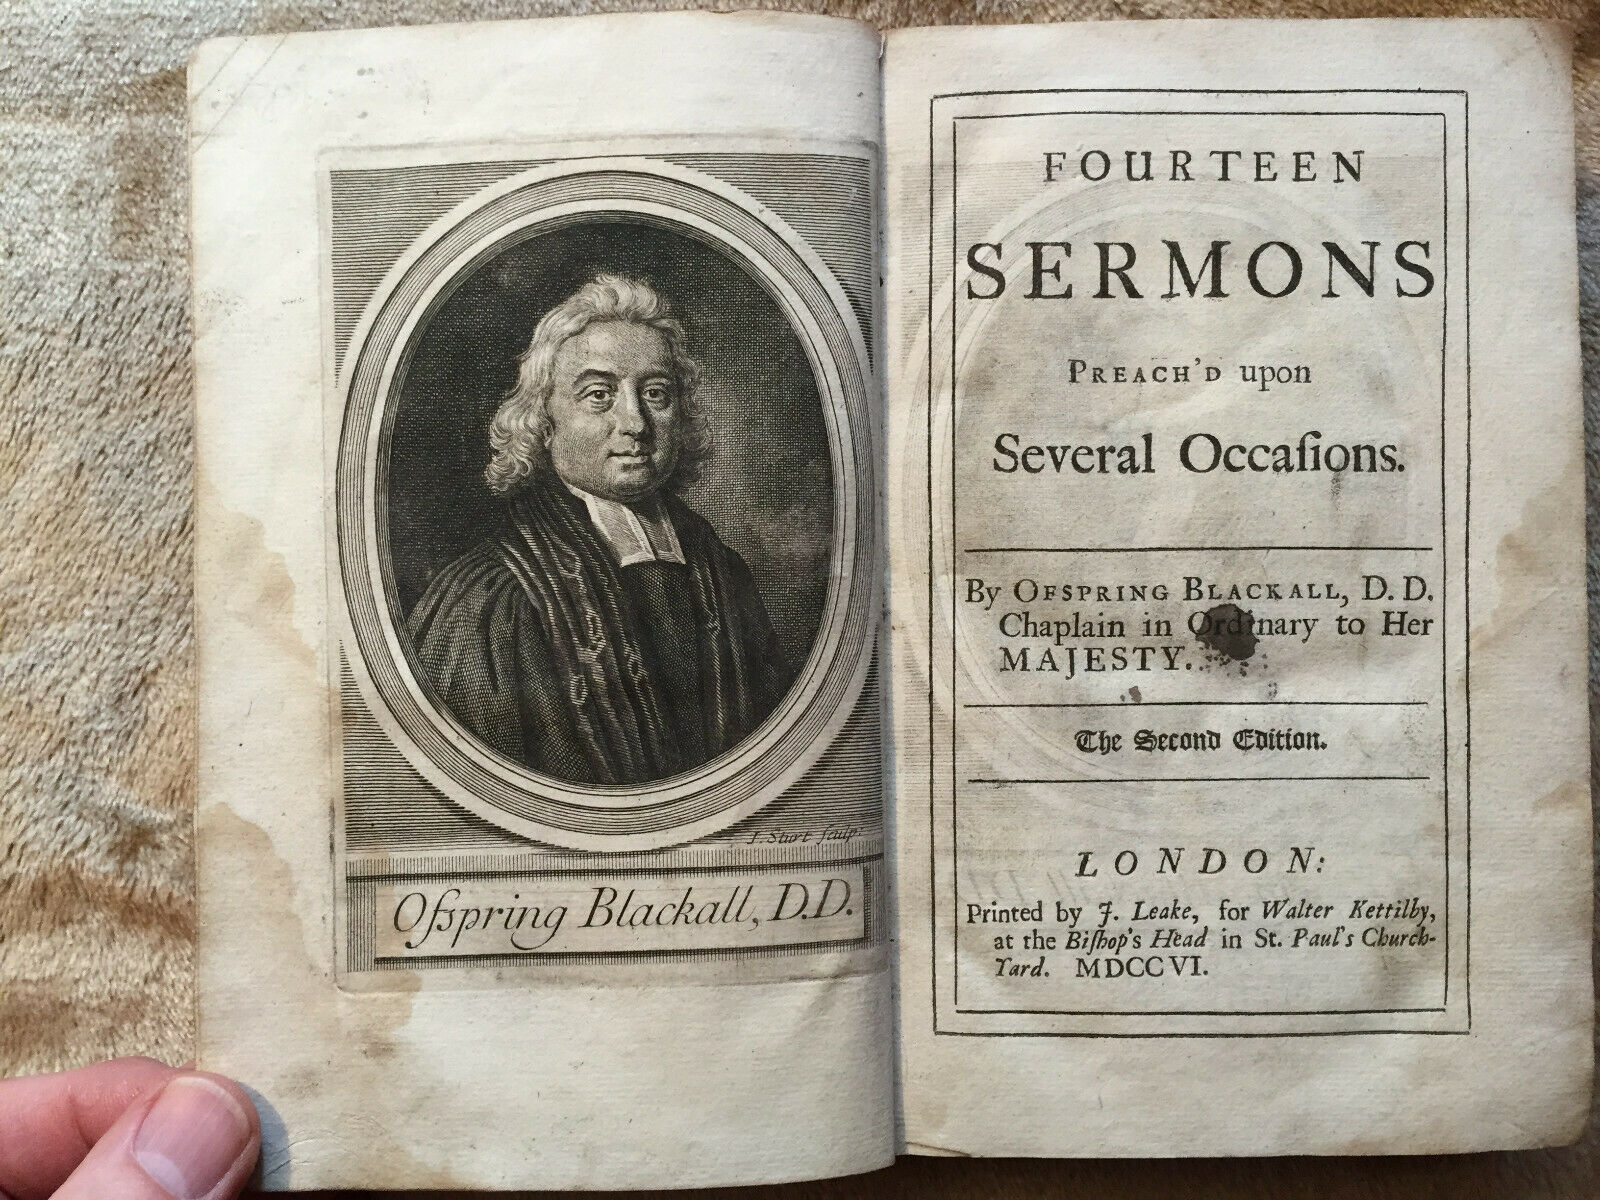 J. Sturt sculp:
Ofspring Blackall, D.D.
FOURTEEN
SERMONS
PREACH'D upon
Several Occaſions.
By OFSPRING BLACKALL, D. D.
Chaplain in Ordinary to Her
MAJESTY.
The Second Edition.
LONDON:
Printed by J. Leake, for Walter Kettilby,
at the Biſhop's Head in St. Paul's Church-
Yard. MDCCVI.